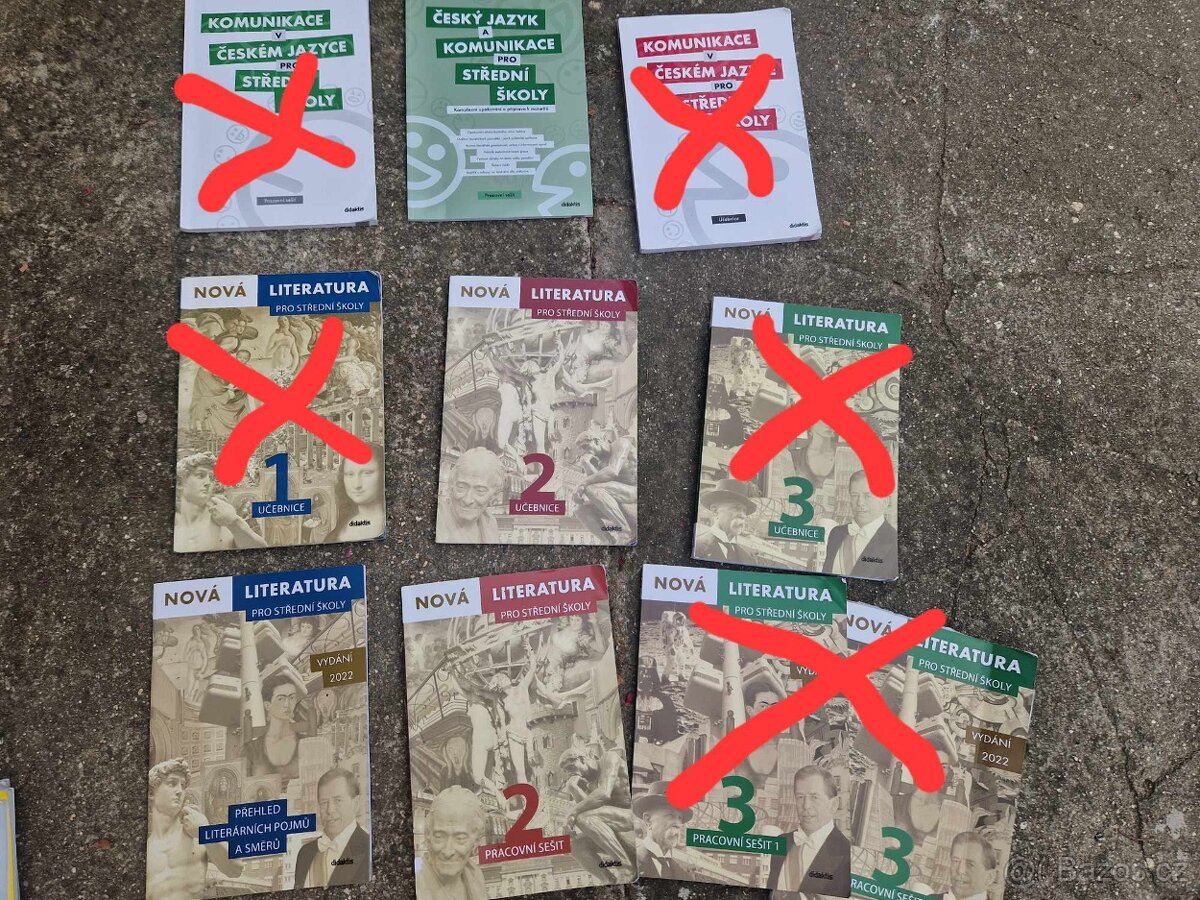 KOMUNIKACE
V
ČESKÉM JAZYCE
PRO
STŘEDNÍ
ŠKOLY
Pracovní sešit
didaktis
ČESKÝ JAZYK
A
KOMUNIKACE
PRO
STŘEDNÍ
ŠKOLY
Pracovní sešit
didaktis
KOMUNIKACE
V
ČESKÉM JAZYCE
PRO
STŘEDNÍ
ŠKOLY
Učebnice
didaktis
NOVÁ LITERATURA
PRO STŘEDNÍ ŠKOLY
1
UČEBNICE
didaktis
NOVÁ LITERATURA
PRO STŘEDNÍ ŠKOLY
2
UČEBNICE
didaktis
NOVÁ LITERATURA
PRO STŘEDNÍ ŠKOLY
3
UČEBNICE
didaktis
NOVÁ LITERATURA
PRO STŘEDNÍ ŠKOLY
VYDÁNÍ
2022
PŘEHLED
LITERÁRNÍCH POJMŮ
A SMĚRŮ
didaktis
NOVÁ LITERATURA
PRO STŘEDNÍ ŠKOLY
2
PRACOVNÍ SEŠIT
didaktis
NOVÁ LITERATURA
PRO STŘEDNÍ ŠKOLY
3
PRACOVNÍ SEŠIT 1
didaktis
NOVÁ LITERATURA
PRO STŘEDNÍ ŠKOLY
VYDÁNÍ
2022
3
PRACOVNÍ SEŠIT
didaktis
Bazos.cz